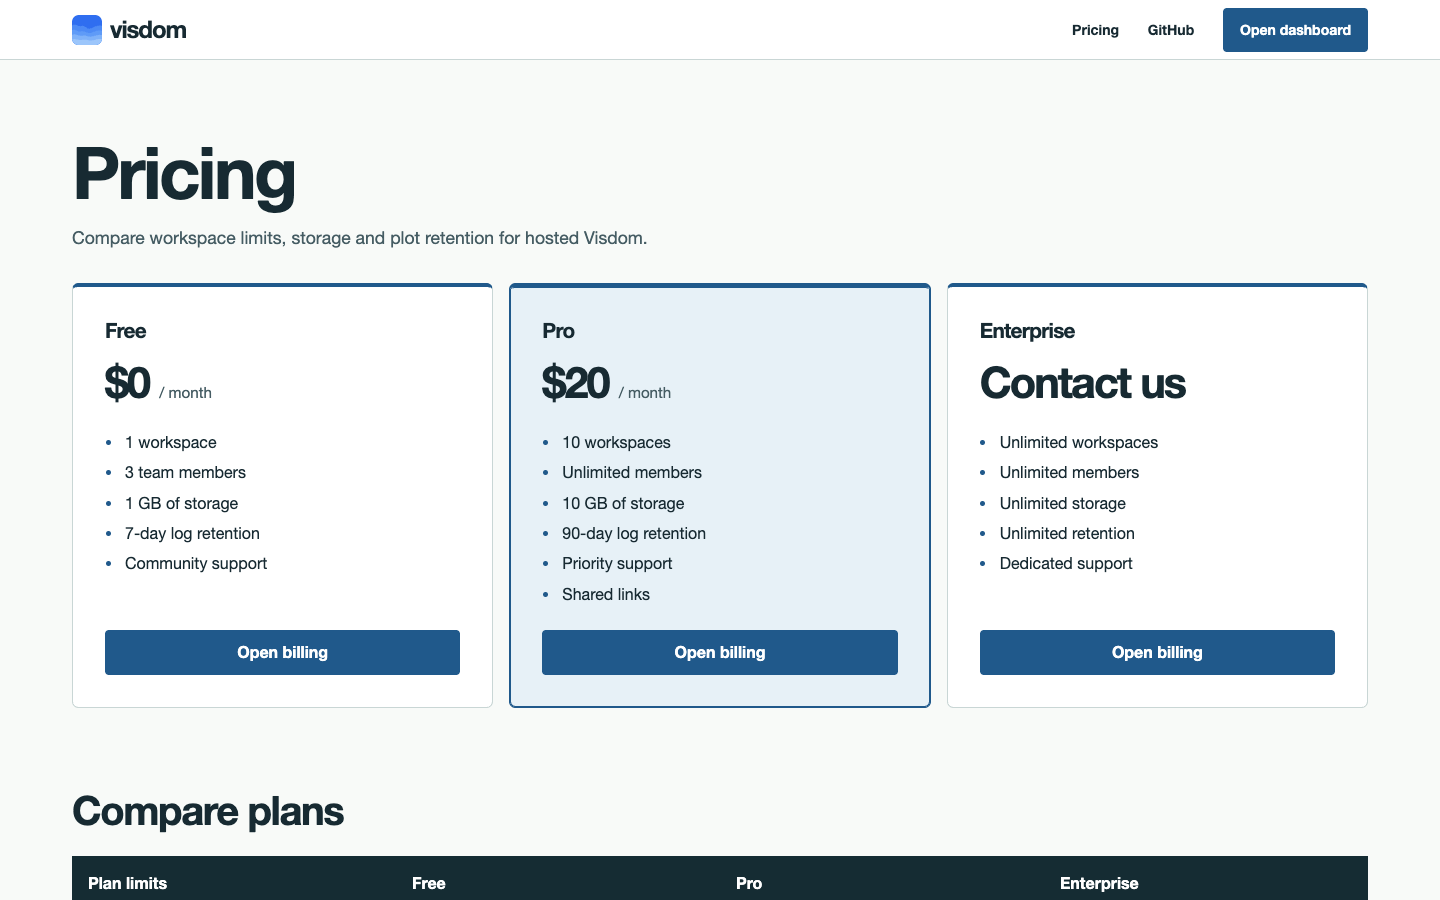 visdom
Pricing
GitHub
Open dashboard
Pricing
Compare workspace limits, storage and plot retention for hosted Visdom.
Free
$0 / month
1 workspace
3 team members
1 GB of storage
7-day log retention
Community support
Open billing
Pro
$20 / month
10 workspaces
Unlimited members
10 GB of storage
90-day log retention
Priority support
Shared links
Open billing
Enterprise
Contact us
Unlimited workspaces
Unlimited members
Unlimited storage
Unlimited retention
Dedicated support
Open billing
Compare plans
Plan limits Free Pro Enterprise